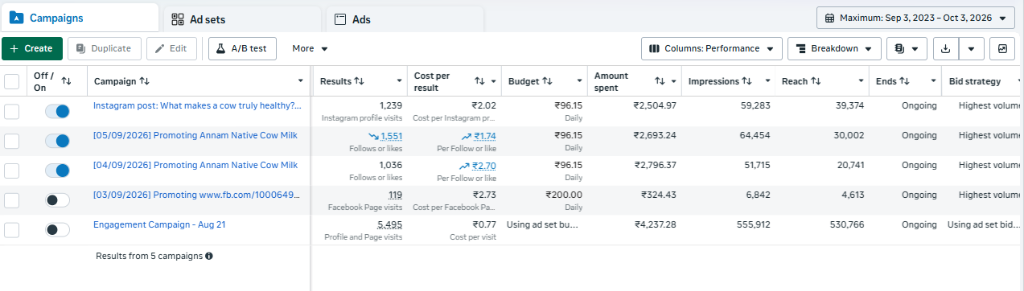 Campaigns
Ad sets
Ads
Maximum: Sep 3, 2023 – Oct 3, 2026
+ Create
Duplicate
Edit
A/B test
More
Columns: Performance
Breakdown
Off / On
Campaign
Results
Cost per result
Budget
Amount spent
Impressions
Reach
Ends
Bid strategy
Instagram post: What makes a cow truly healthy?...
1,239
Instagram profile visits
₹2.02
Cost per Instagram pr...
₹96.15
Daily
₹2,504.97
59,283
39,374
Ongoing
Highest volume
[05/09/2026] Promoting Annam Native Cow Milk
1,551
Follows or likes
₹1.74
Per Follow or like
₹96.15
Daily
₹2,693.24
64,454
30,002
Ongoing
Highest volume
[04/09/2026] Promoting Annam Native Cow Milk
1,036
Follows or likes
₹2.70
Per Follow or like
₹96.15
Daily
₹2,796.37
51,715
20,741
Ongoing
Highest volume
[03/09/2026] Promoting www.fb.com/1000649...
119
Facebook Page visits
₹2.73
Cost per Facebook Pa...
₹200.00
Daily
₹324.43
6,842
4,613
Ongoing
Highest volume
Engagement Campaign - Aug 21
5,495
Profile and Page visits
₹0.77
Cost per visit
Using ad set bu...
₹4,237.28
555,912
530,766
Ongoing
Using ad set bid...
Results from 5 campaigns